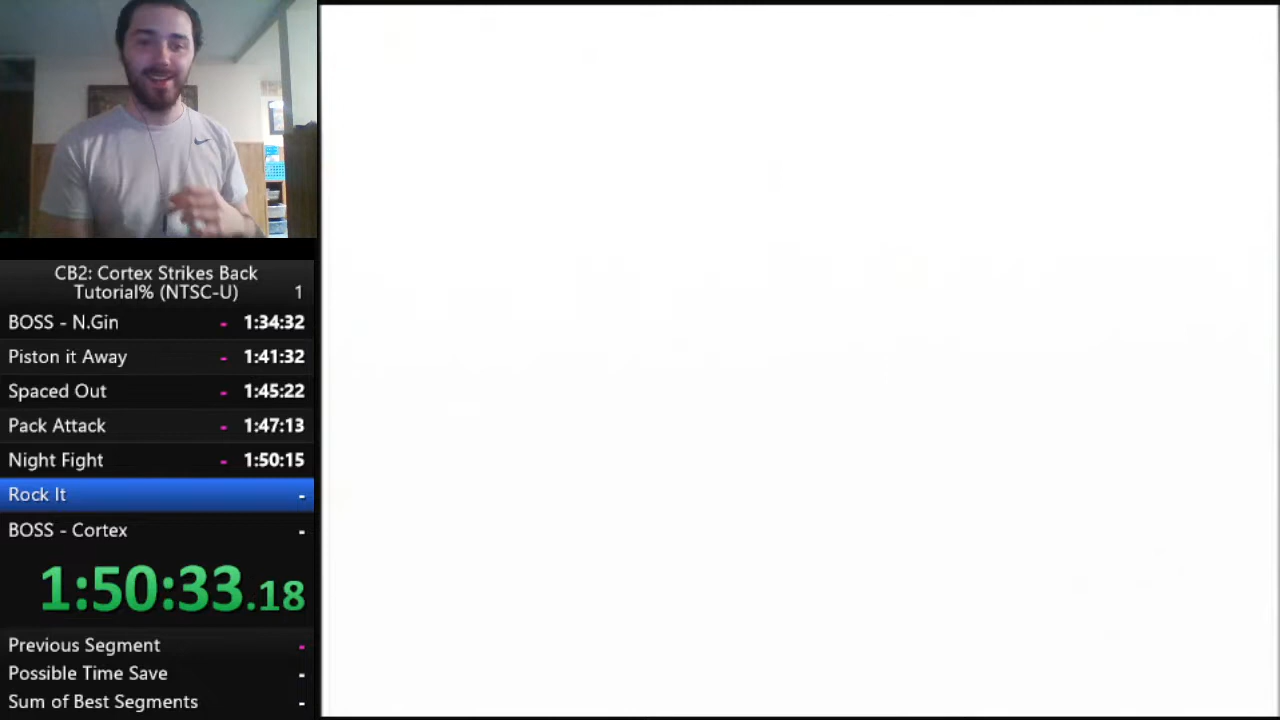 CB2: Cortex Strikes Back
Tutorial% (NTSC-U) 1
BOSS - N.Gin - 1:34:32
Piston it Away - 1:41:32
Spaced Out - 1:45:22
Pack Attack - 1:47:13
Night Fight - 1:50:15
Rock It -
BOSS - Cortex -
1:50:33.18
Previous Segment -
Possible Time Save -
Sum of Best Segments -